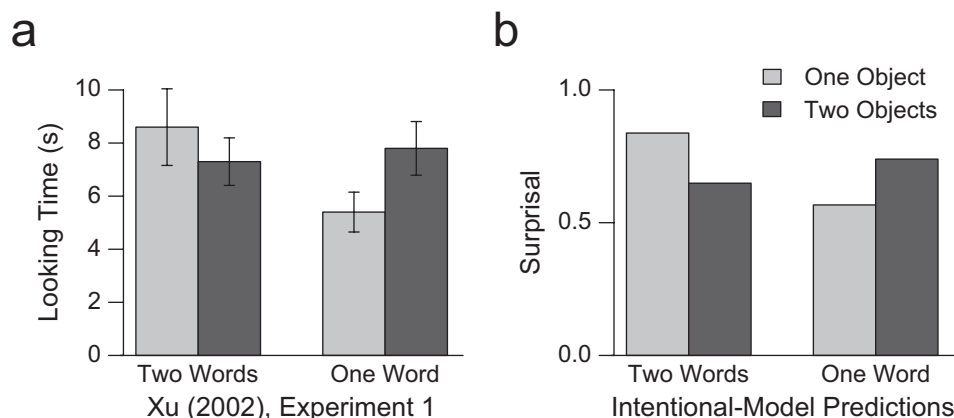 a
Looking Time (s)
10
8
6
4
2
0
Two Words
One Word
Xu (2002), Experiment 1
b
One Object
Two Objects
Surprisal
1.0
0.5
0.0
Two Words
One Word
Intentional-Model Predictions